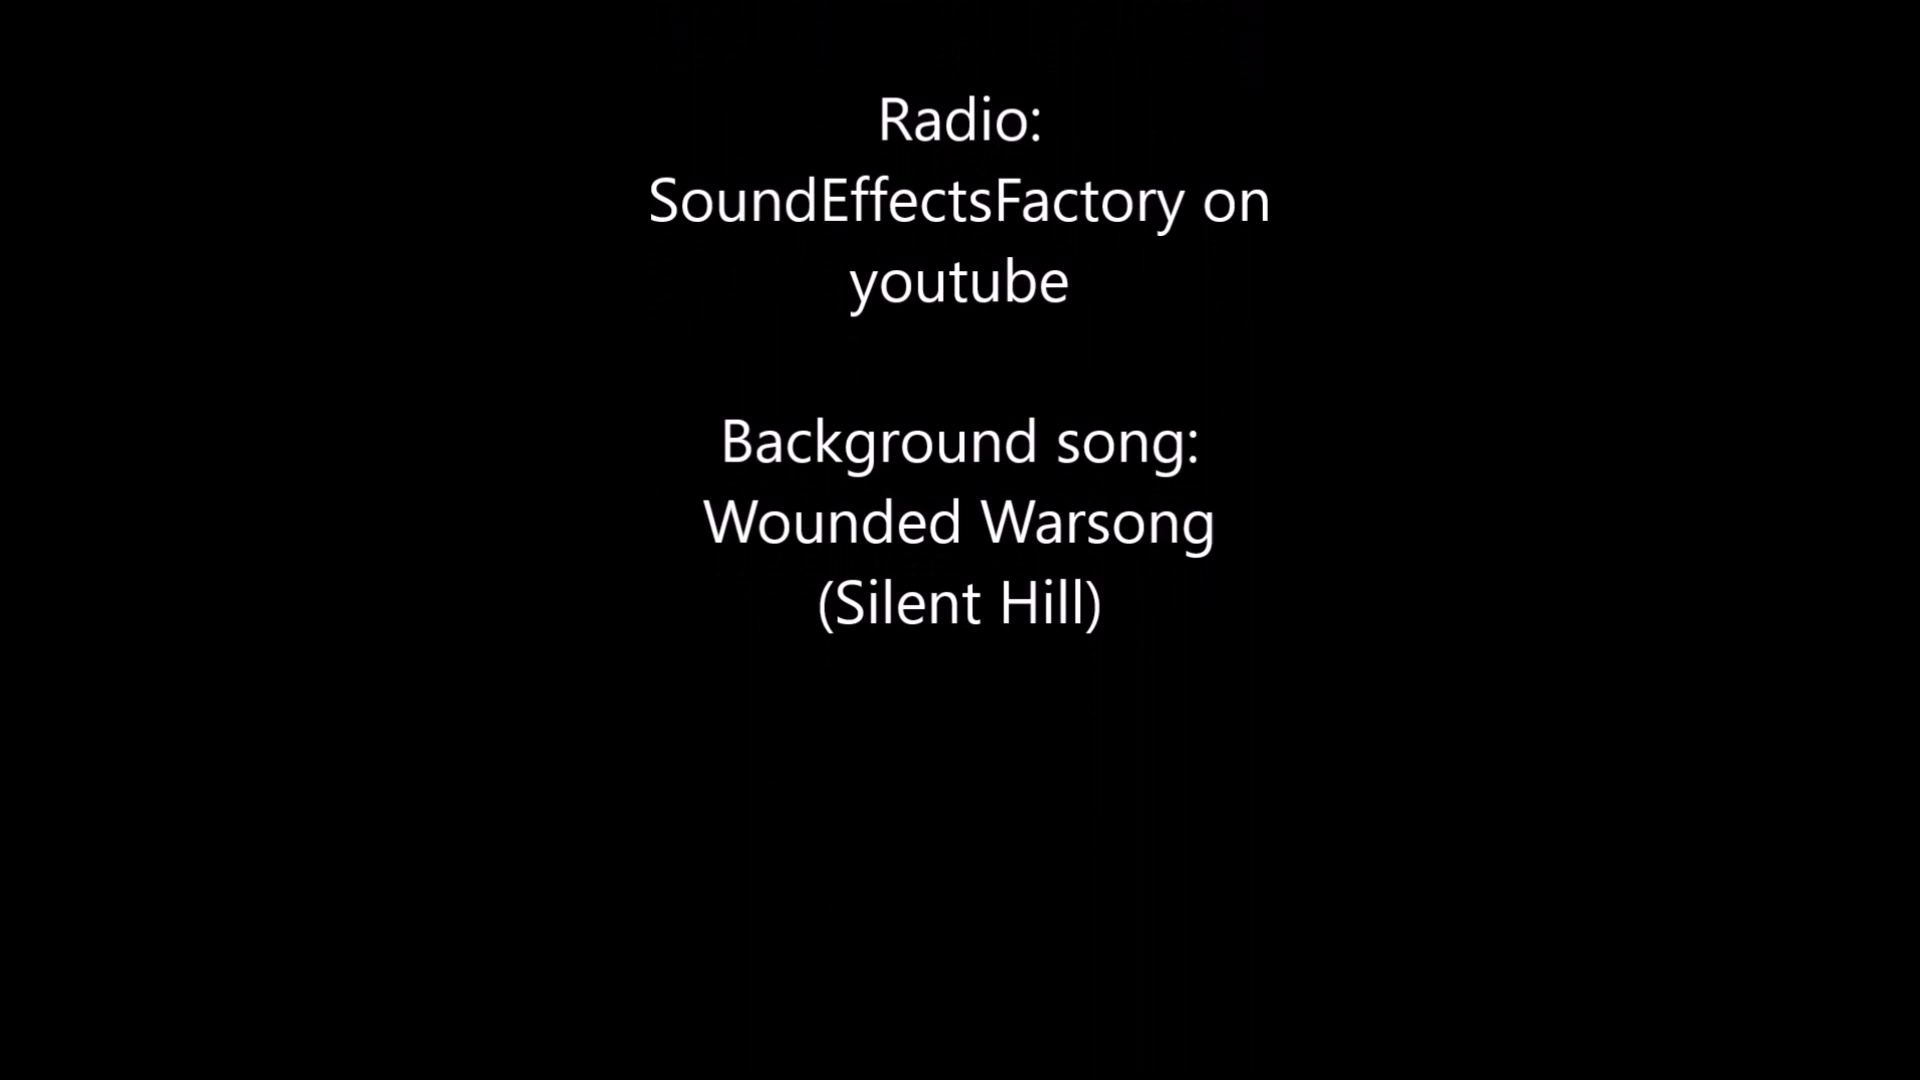 Radio:
SoundEffectsFactory on
youtube
Background song:
Wounded Warsong
(Silent Hill)